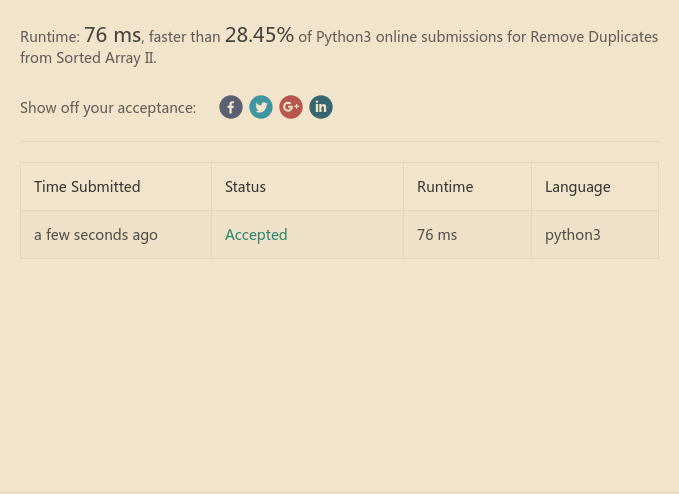 Runtime: 76 ms, faster than 28.45% of Python3 online submissions for Remove Duplicates
from Sorted Array II.
Show off your acceptance: f G+ in
Time Submitted Status Runtime Language
a few seconds ago Accepted 76 ms python3